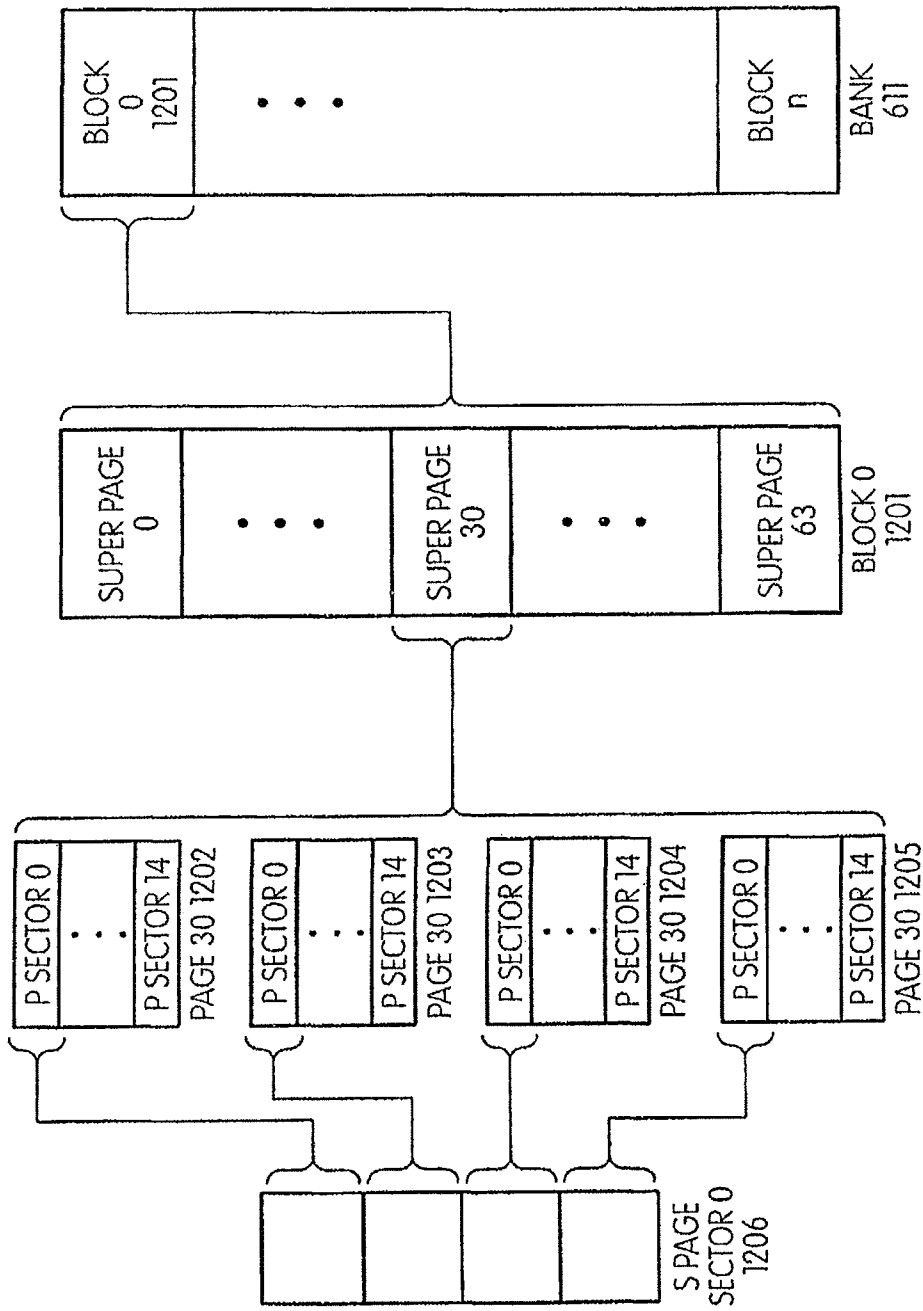 BLOCK
0
1201
BLOCK
n
BANK
611
SUPER PAGE
0
SUPER PAGE
30
SUPER PAGE
63
BLOCK 0
1201
P SECTOR 0
P SECTOR 14
PAGE 30 1202
P SECTOR 0
P SECTOR 14
PAGE 30 1203
P SECTOR 0
P SECTOR 14
PAGE 30 1204
P SECTOR 0
P SECTOR 14
PAGE 30 1205
S PAGE
SECTOR 0
1206